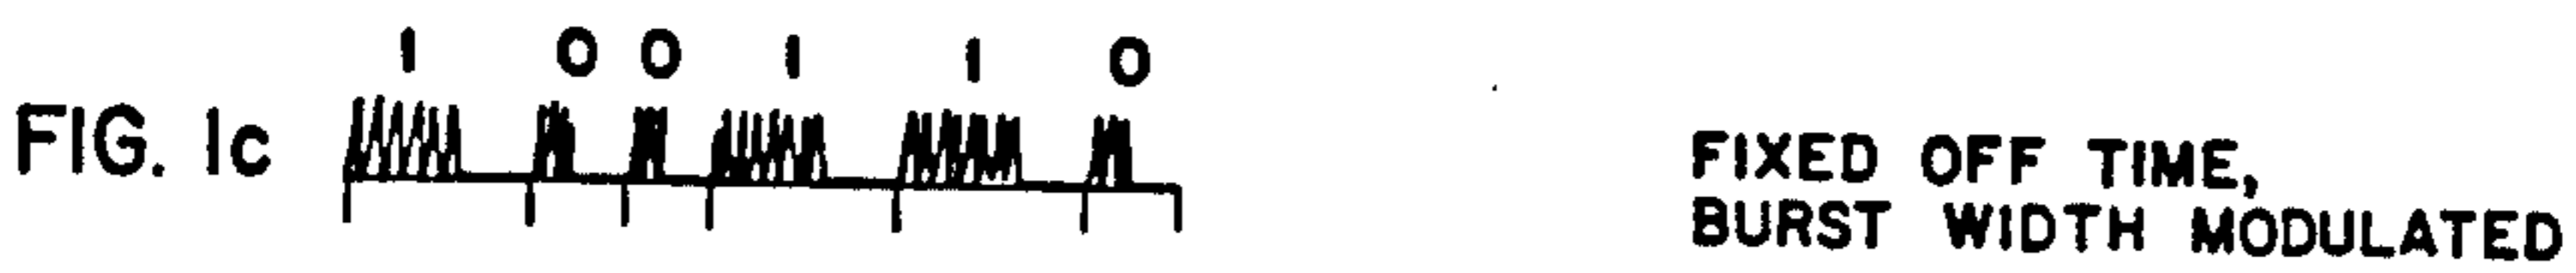 1 0 0 1 1 0
FIG. 1c
FIXED OFF TIME,
BURST WIDTH MODULATED